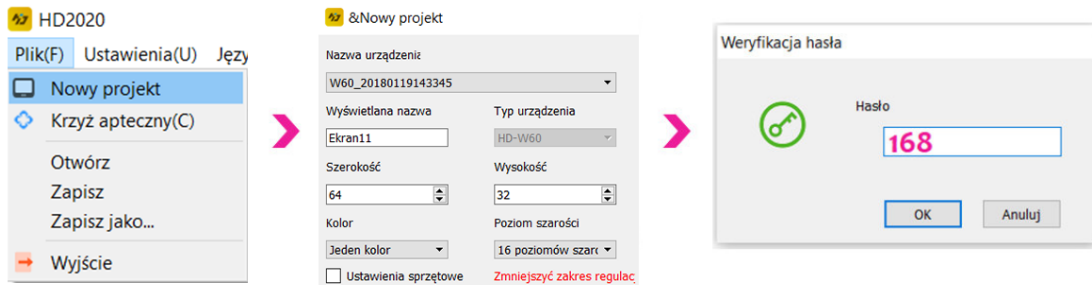 HD2020
Plik(F) Ustawienia(U) Języ
Nowy projekt
Krzyż apteczny(C)
Otwórz
Zapisz
Zapisz jako...
Wyjście
&Nowy projekt
Nazwa urządzenia
W60_20180119143345
Wyświetlana nazwa Typ urządzenia
Ekran11 HD-W60
Szerokość Wysokość
64 32
Kolor Poziom szarości
Jeden kolor 16 poziomów szarc
Ustawienia sprzętowe Zmniejszyć zakres regulac
Weryfikacja hasła
Hasło
168
OK Anuluj